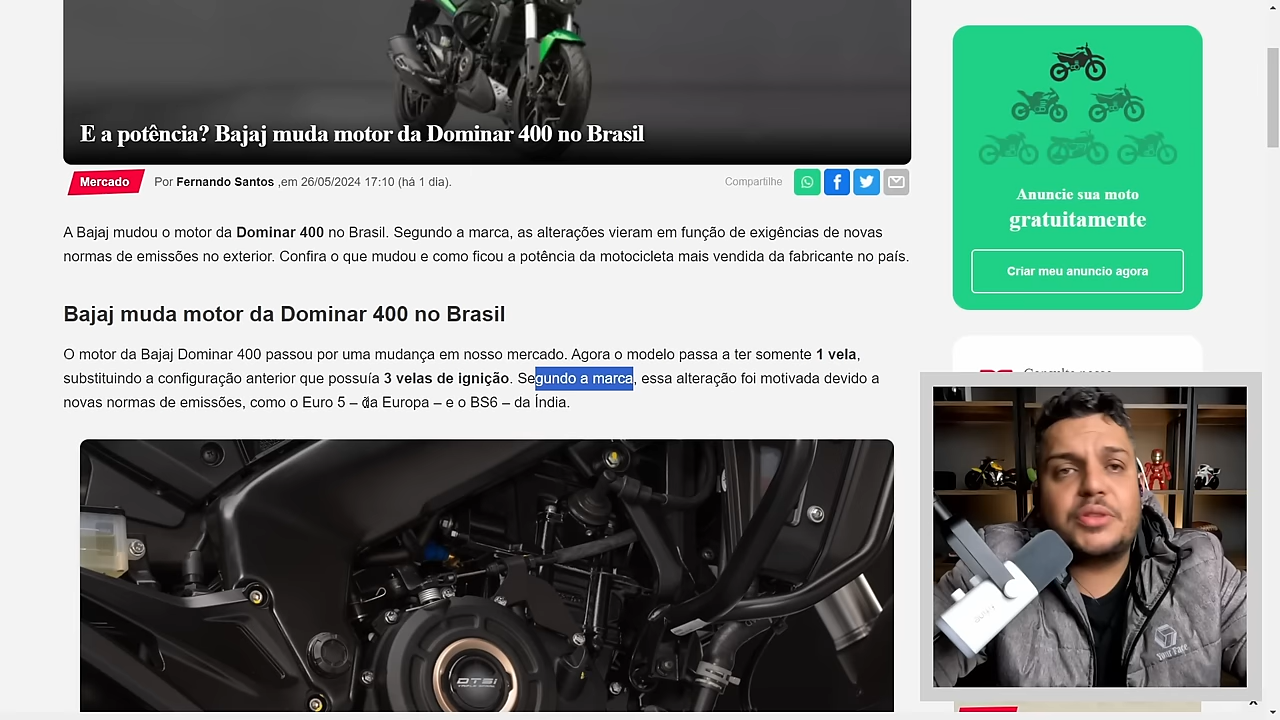 E a potência? Bajaj muda motor da Dominar 400 no Brasil
Mercado
Por Fernando Santos ,em 26/05/2024 17:10 (há 1 dia).
Compartilhe
A Bajaj mudou o motor da Dominar 400 no Brasil. Segundo a marca, as alterações vieram em função de exigências de novas
normas de emissões no exterior. Confira o que mudou e como ficou a potência da motocicleta mais vendida da fabricante no país.
Bajaj muda motor da Dominar 400 no Brasil
O motor da Bajaj Dominar 400 passou por uma mudança em nosso mercado. Agora o modelo passa a ter somente 1 vela,
substituindo a configuração anterior que possuía 3 velas de ignição. Segundo a marca, essa alteração foi motivada devido a
novas normas de emissões, como o Euro 5 – da Europa – e o BS6 – da Índia.
DTSi
Anuncie sua moto
gratuitamente
Criar meu anuncio agora
Your Face